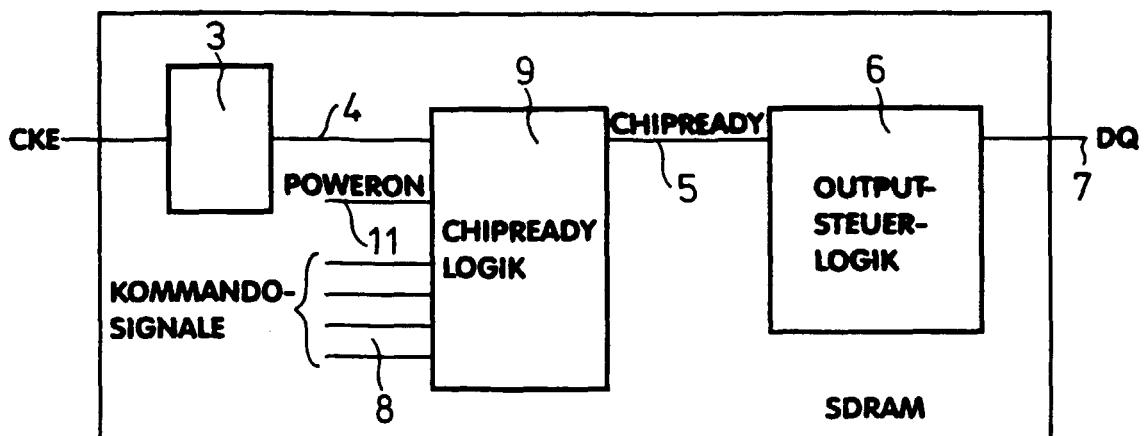 3
9
6
4
CKE
CHIPREADY
DQ
5
7
POWERON
11
CHIPREADY
LOGIK
OUTPUT-
STEUER-
LOGIK
KOMMANDO-
SIGNALE
8
SDRAM